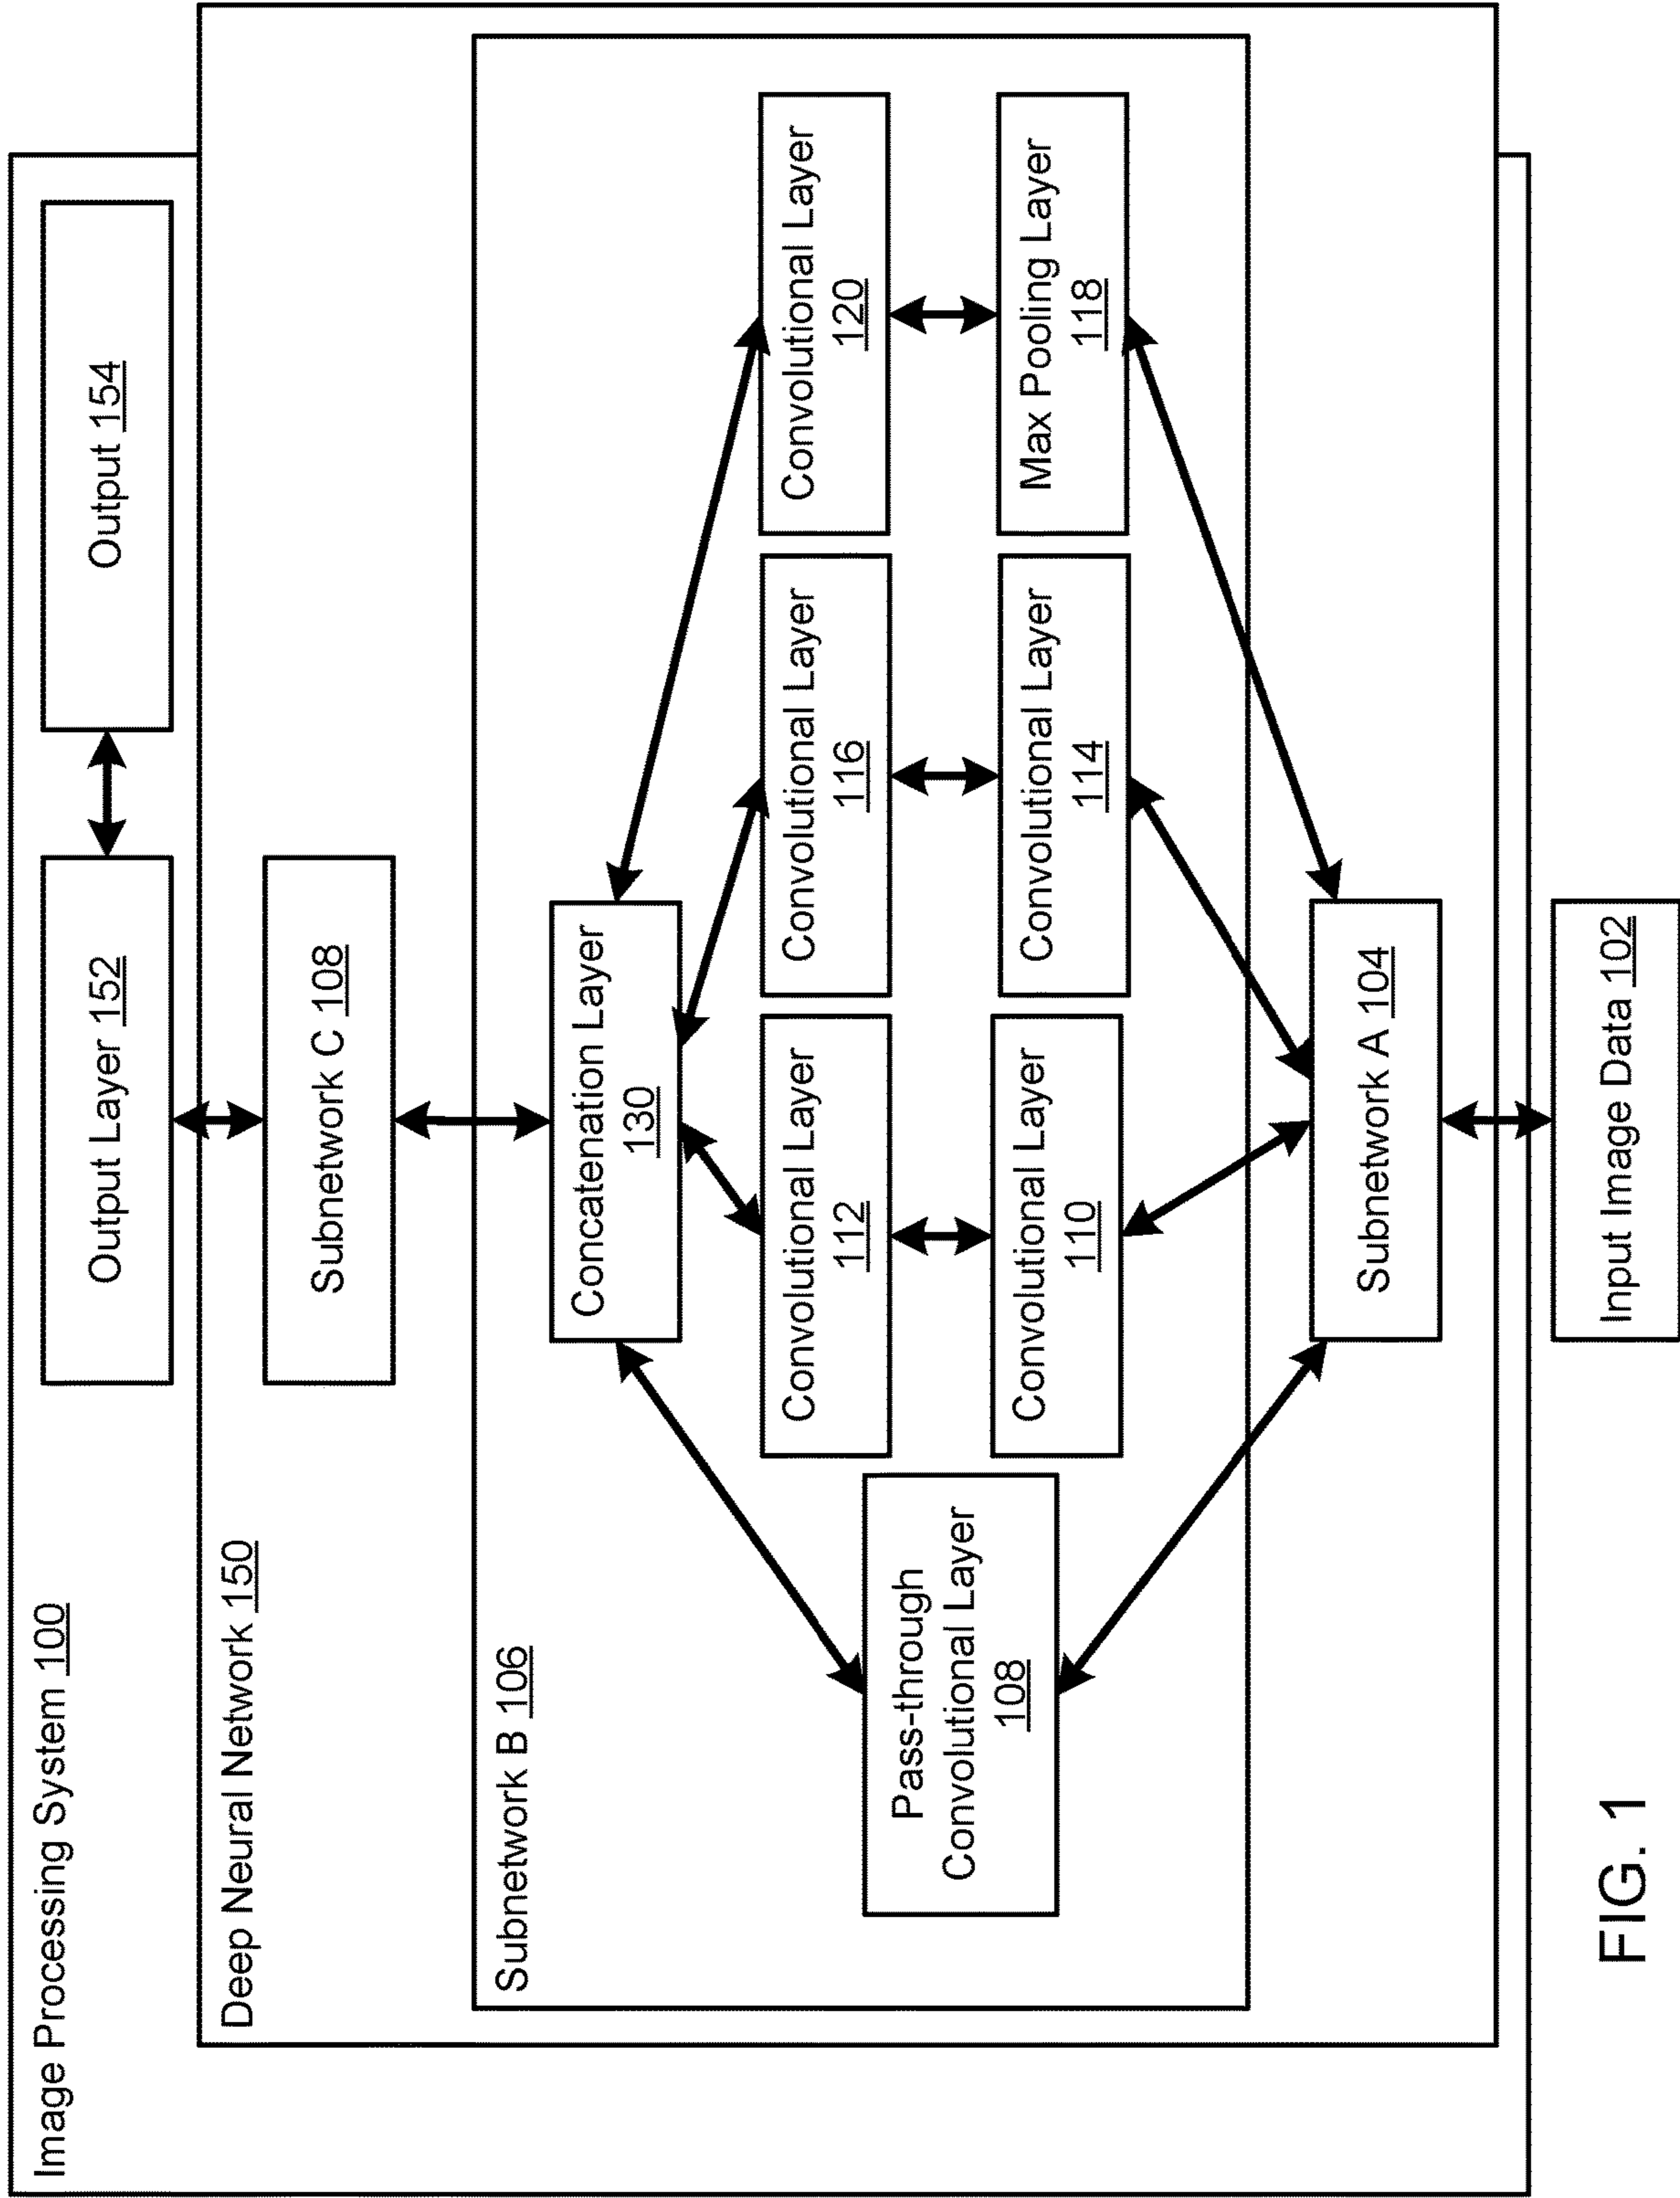 Image Processing System 100
Output Layer 152
Output 154
Deep Neural Network 150
Subnetwork C 108
Subnetwork B 106
Concatenation Layer
130
Pass-through
Convolutional Layer
108
Convolutional Layer
112
Convolutional Layer
116
Convolutional Layer
120
Convolutional Layer
110
Convolutional Layer
114
Max Pooling Layer
118
Subnetwork A 104
Input Image Data 102
FIG. 1